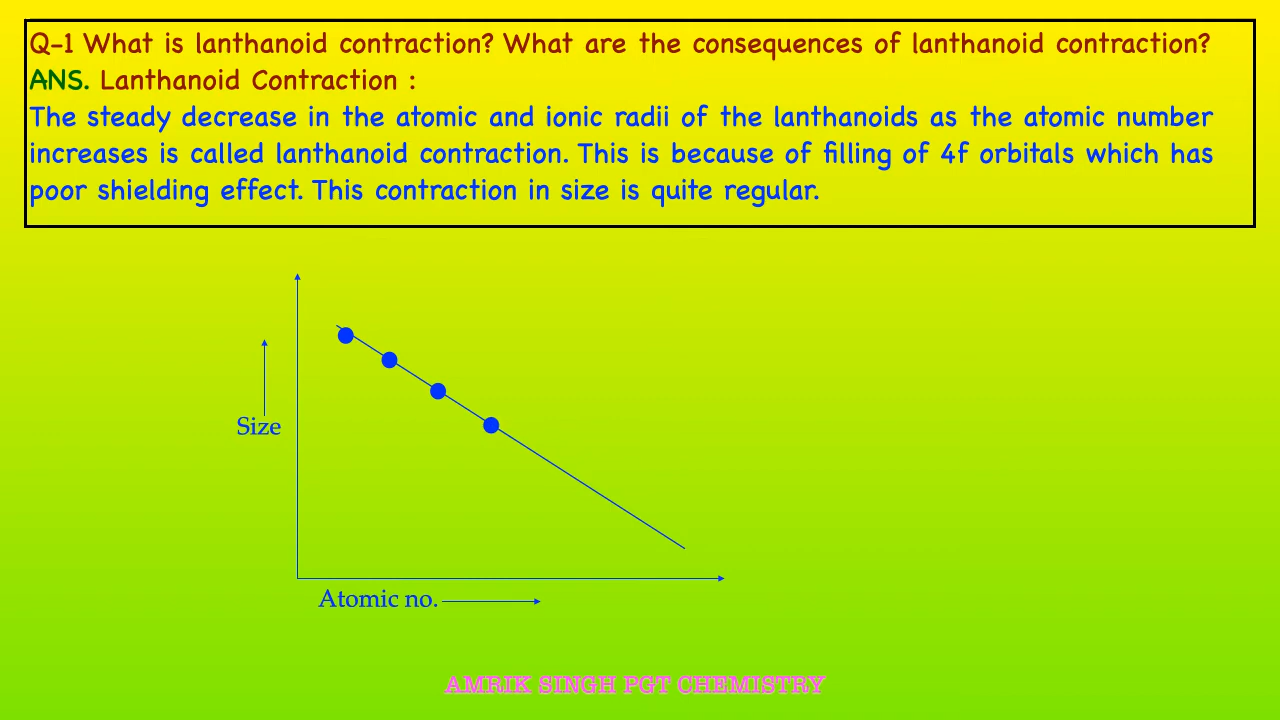 Q-1 What is lanthanoid contraction? What are the consequences of lanthanoid contraction?
ANS. Lanthanoid Contraction :
The steady decrease in the atomic and ionic radii of the lanthanoids as the atomic number
increases is called lanthanoid contraction. This is because of filling of 4f orbitals which has
poor shielding effect. This contraction in size is quite regular.
Size
Atomic no.
AMRIK SINGH PGT CHEMISTRY